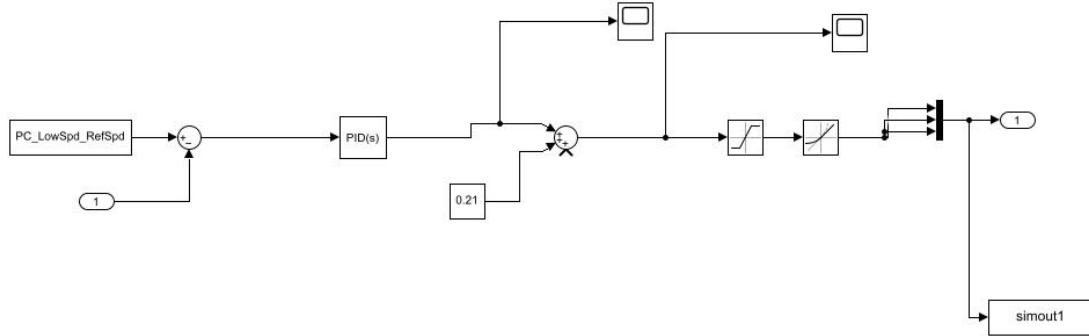 PC_LowSpd_RefSpd
PID(s)
1
1
0.21
simout1